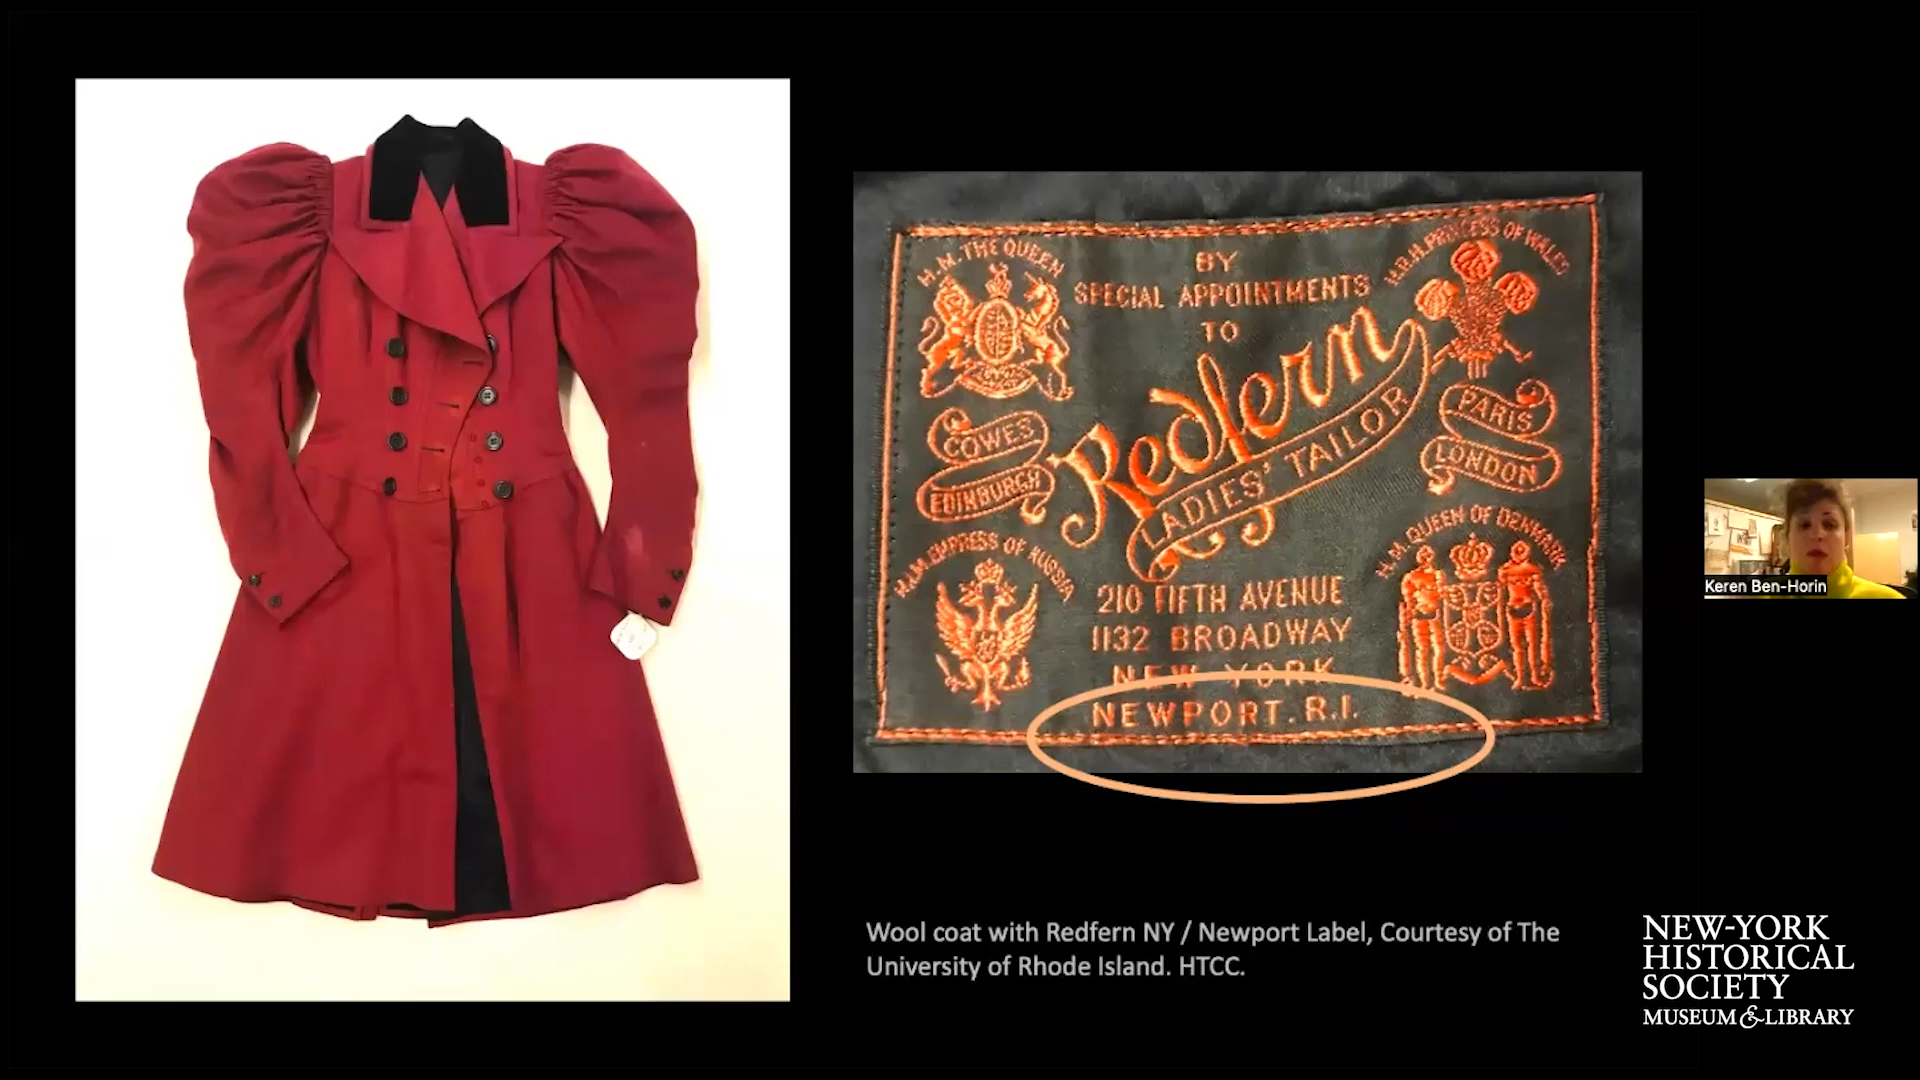 H.M. THE QUEEN
BY
SPECIAL APPOINTMENTS
TO
H.R.H. PRINCESS OF WALES
Redfern
LADIES' TAILOR
COWES
EDINBURGH
PARIS
LONDON
H.I.M. EMPRESS OF RUSSIA
H.M. QUEEN OF DENMARK
210 FIFTH AVENUE
1132 BROADWAY
NEW YORK
NEWPORT. R.I.
Keren Ben-Horin
Wool coat with Redfern NY / Newport Label, Courtesy of The
University of Rhode Island. HTCC.
NEW-YORK
HISTORICAL
SOCIETY
MUSEUM & LIBRARY